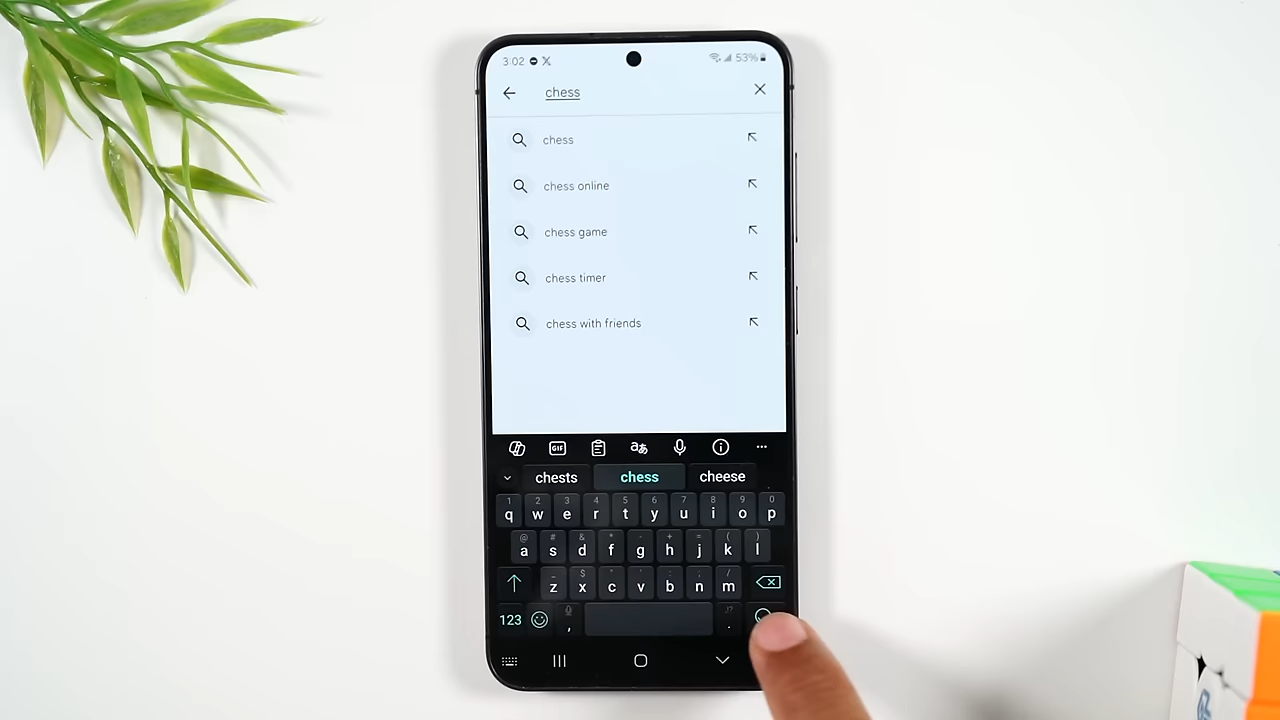 3:02 53%
chess
chess
chess online
chess game
chess timer
chess with friends
GIF
chests chess cheese
1 2 3 4 5 6 7 8 9 0
q w e r t y u i o p
@ # & * - + = ( )
a s d f g h j k l
z x c v b n m
123 , .